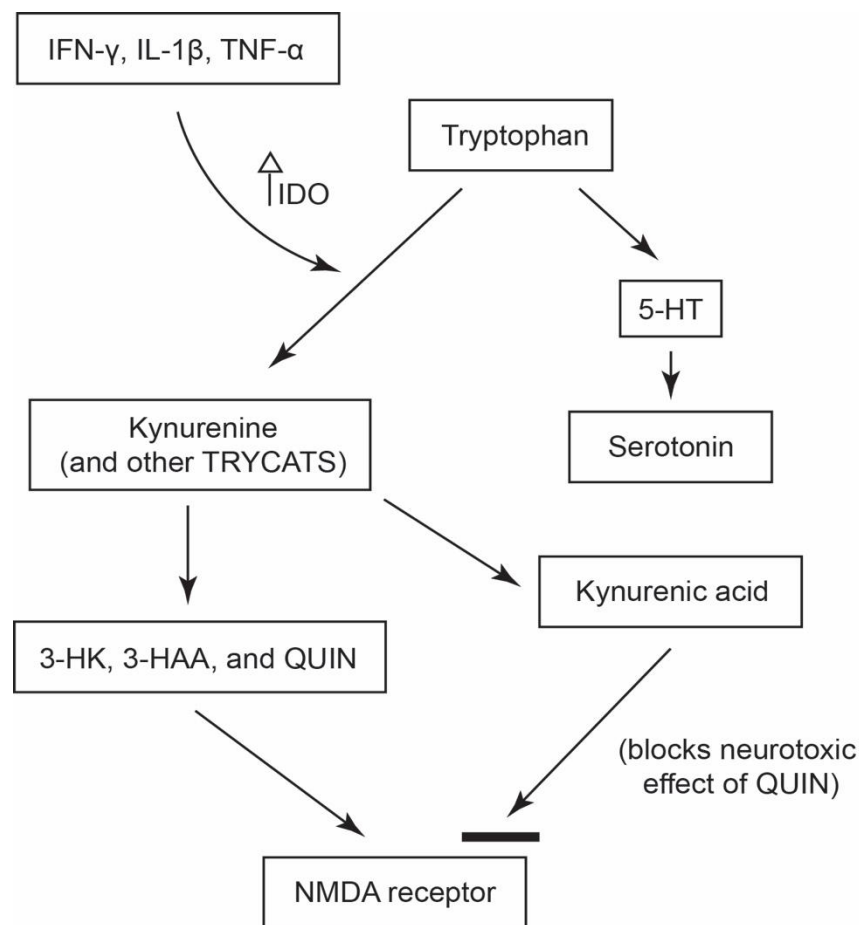 IFN-γ, IL-1β, TNF-α
Tryptophan
IDO
5-HT
Kynurenine
(and other TRYCATS)
Serotonin
Kynurenic acid
3-HK, 3-HAA, and QUIN
(blocks neurotoxic
effect of QUIN)
NMDA receptor